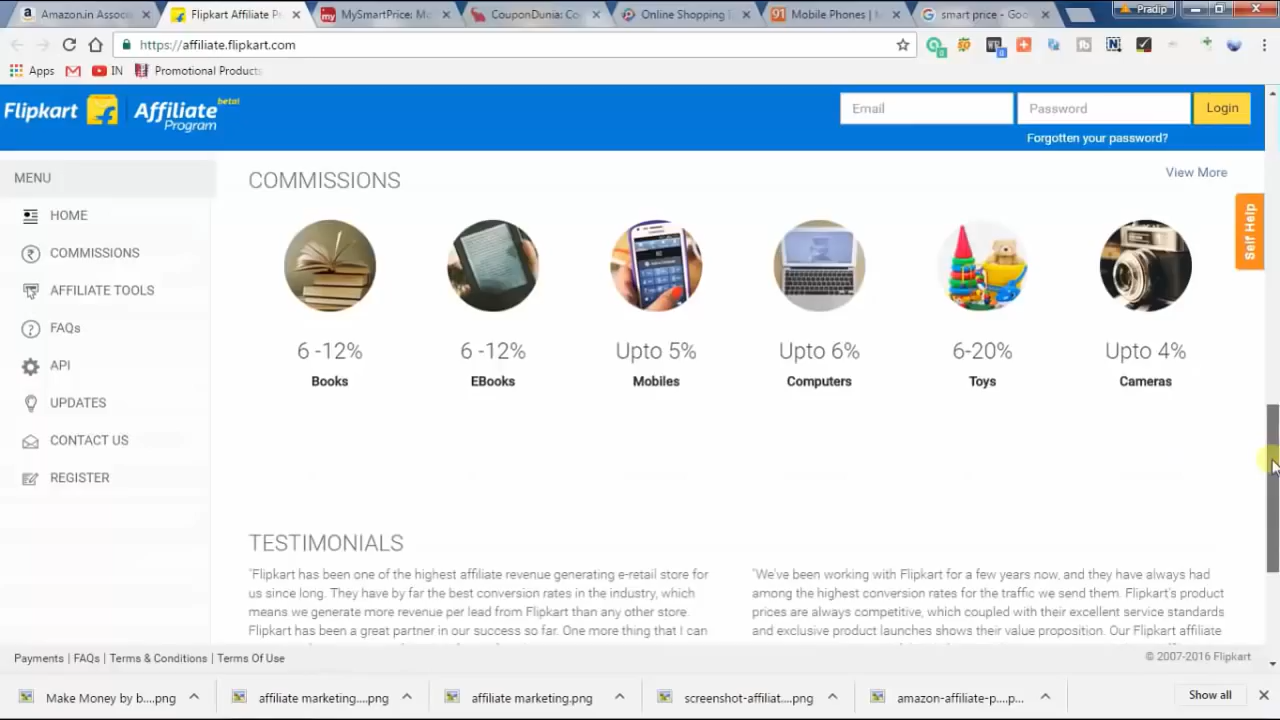 Amazon.in Associ
Flipkart Affiliate P
MySmartPrice: Mo
CouponDunia: Co
Online Shopping T
Mobile Phones | M
smart price - Goo
Pradip
https://affiliate.flipkart.com
Apps
IN
Promotional Products
Flipkart
Affiliate beta!
Program
Email
Password
Login
Forgotten your password?
MENU
HOME
COMMISSIONS
AFFILIATE TOOLS
FAQs
API
UPDATES
CONTACT US
REGISTER
COMMISSIONS
View More
Self Help
6 -12%
Books
6 -12%
EBooks
Upto 5%
Mobiles
Upto 6%
Computers
6-20%
Toys
Upto 4%
Cameras
TESTIMONIALS
"Flipkart has been one of the highest affiliate revenue generating e-retail store for
us since long. They have by far the best conversion rates in the industry, which
means we generate more revenue per lead from Flipkart than any other store.
Flipkart has been a great partner in our success so far. One more thing that I can
"We've been working with Flipkart for a few years now, and they have always had
among the highest conversion rates for the traffic we send them. Flipkart's product
prices are always competitive, which coupled with their excellent service standards
and exclusive product launches shows their value proposition. Our Flipkart affiliate
Payments | FAQs | Terms & Conditions | Terms Of Use
© 2007-2016 Flipkart
Make Money by b....png
affiliate marketing....png
affiliate marketing.png
screenshot-affiliat....png
amazon-affiliate-p....p...
Show all